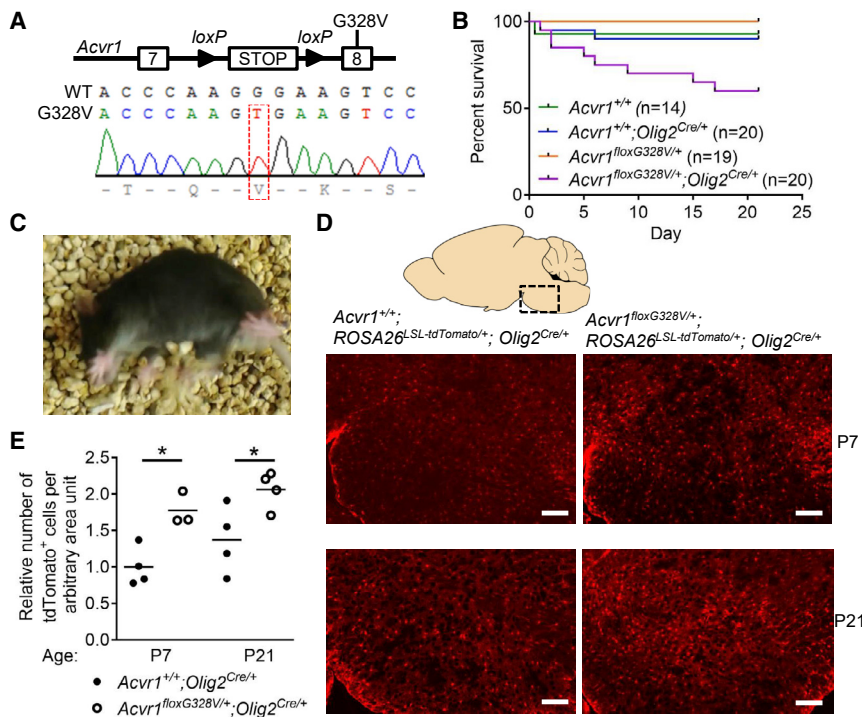 A
G328V
Acvr1
7
loxP
STOP
loxP
8
WT A C C C A A G G G A A G T C C
G328V A C C C A A G T G A A G T C C
- T - - Q - - V - - K - - S -
B
Percent survival
100
50
0
0 5 10 15 20 25
Day
Acvr1+/+ (n=14)
Acvr1+/+;Olig2Cre/+ (n=20)
Acvr1floxG328V/+ (n=19)
Acvr1floxG328V/+;Olig2Cre/+ (n=20)
C
D
Acvr1+/+;
ROSA26LSL-tdTomato/+; Olig2Cre/+
Acvr1floxG328V/+;
ROSA26LSL-tdTomato/+; Olig2Cre/+
P7
P21
E
Relative number of
tdTomato+ cells per
arbitrary area unit
2.5
2.0
1.5
1.0
0.5
0.0
* *
Age: P7 P21
Acvr1+/+;Olig2Cre/+
Acvr1floxG328V/+;Olig2Cre/+